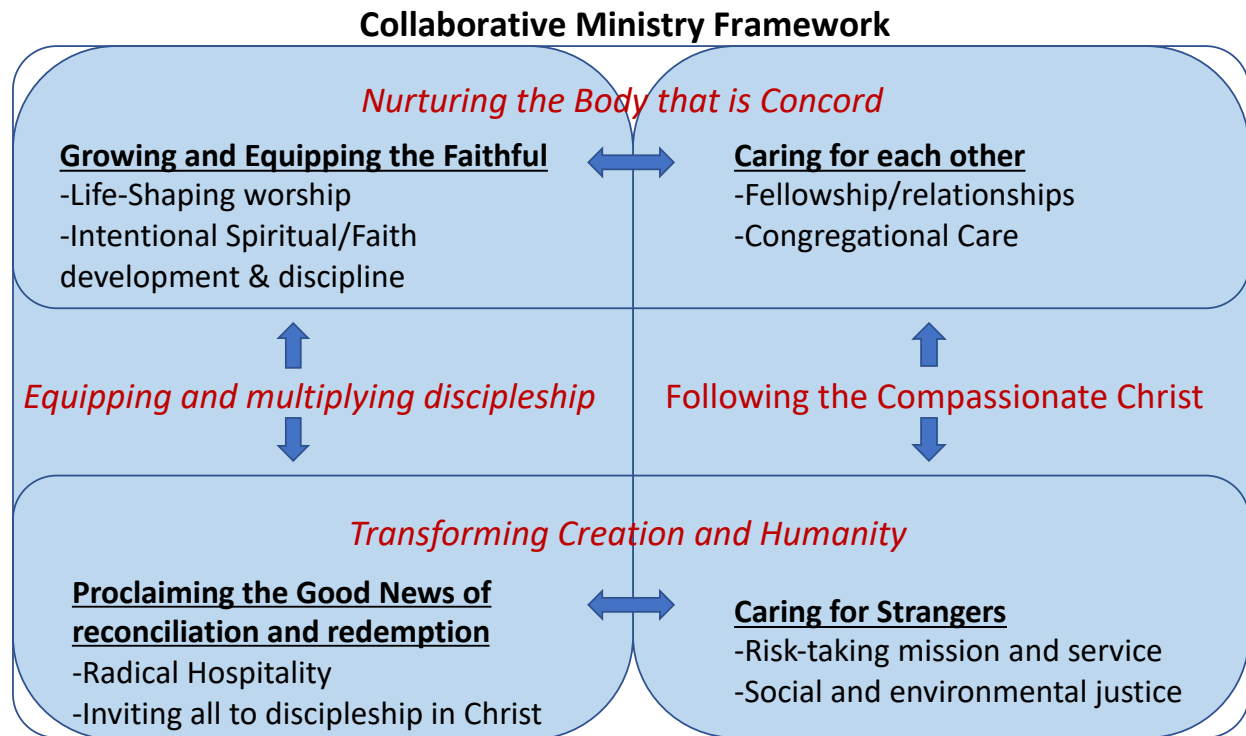 Collaborative Ministry Framework
Nurturing the Body that is Concord
Growing and Equipping the Faithful
-Life-Shaping worship
-Intentional Spiritual/Faith
development & discipline
Caring for each other
-Fellowship/relationships
-Congregational Care
Equipping and multiplying discipleship
Following the Compassionate Christ
Transforming Creation and Humanity
Proclaiming the Good News of
reconciliation and redemption
-Radical Hospitality
-Inviting all to discipleship in Christ
Caring for Strangers
-Risk-taking mission and service
-Social and environmental justice